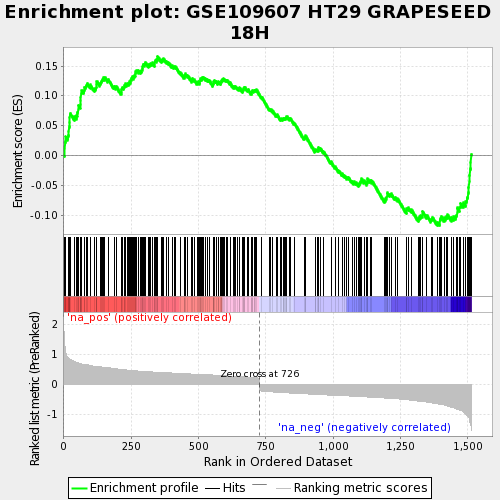 Enrichment plot: GSE109607 HT29 GRAPESEED
18H
Enrichment score (ES)
0.15
0.10
0.05
0.00
-0.05
-0.10
'na_pos' (positively correlated)
Ranked list metric (PreRanked)
2
1
0
-1
Zero cross at 726
'na_neg' (negatively correlated)
0
250
500
750
1,000
1,250
1,500
Rank in Ordered Dataset
Enrichment profile
Hits
Ranking metric scores